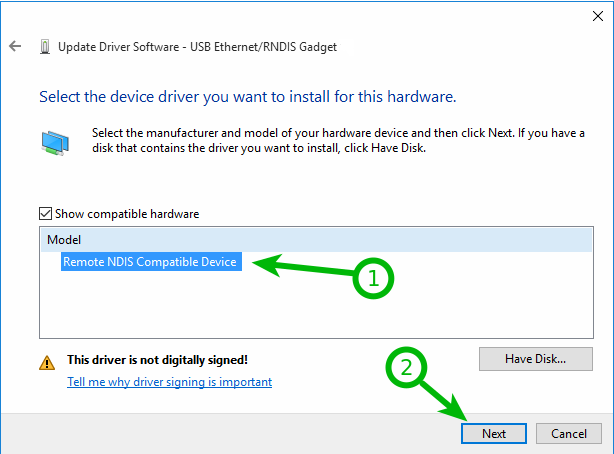 Update Driver Software - USB Ethernet/RNDIS Gadget
Select the device driver you want to install for this hardware.
Select the manufacturer and model of your hardware device and then click Next. If you have a
disk that contains the driver you want to install, click Have Disk.
Show compatible hardware
Model
Remote NDIS Compatible Device
1
This driver is not digitally signed!
Have Disk...
Tell me why driver signing is important
2
Next
Cancel